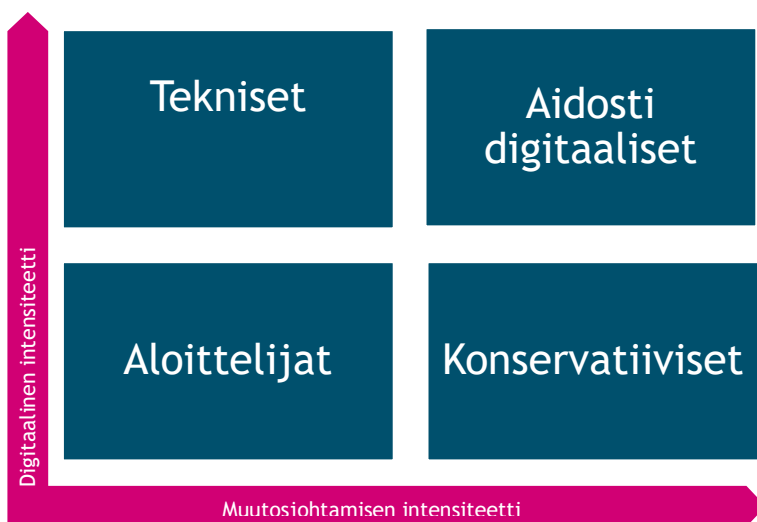 Tekniset
Aidosti
digitaaliset
Aloittelijat
Konservatiiviset
Digitaalinen intensiteetti
Muutosjohtamisen intensiteetti